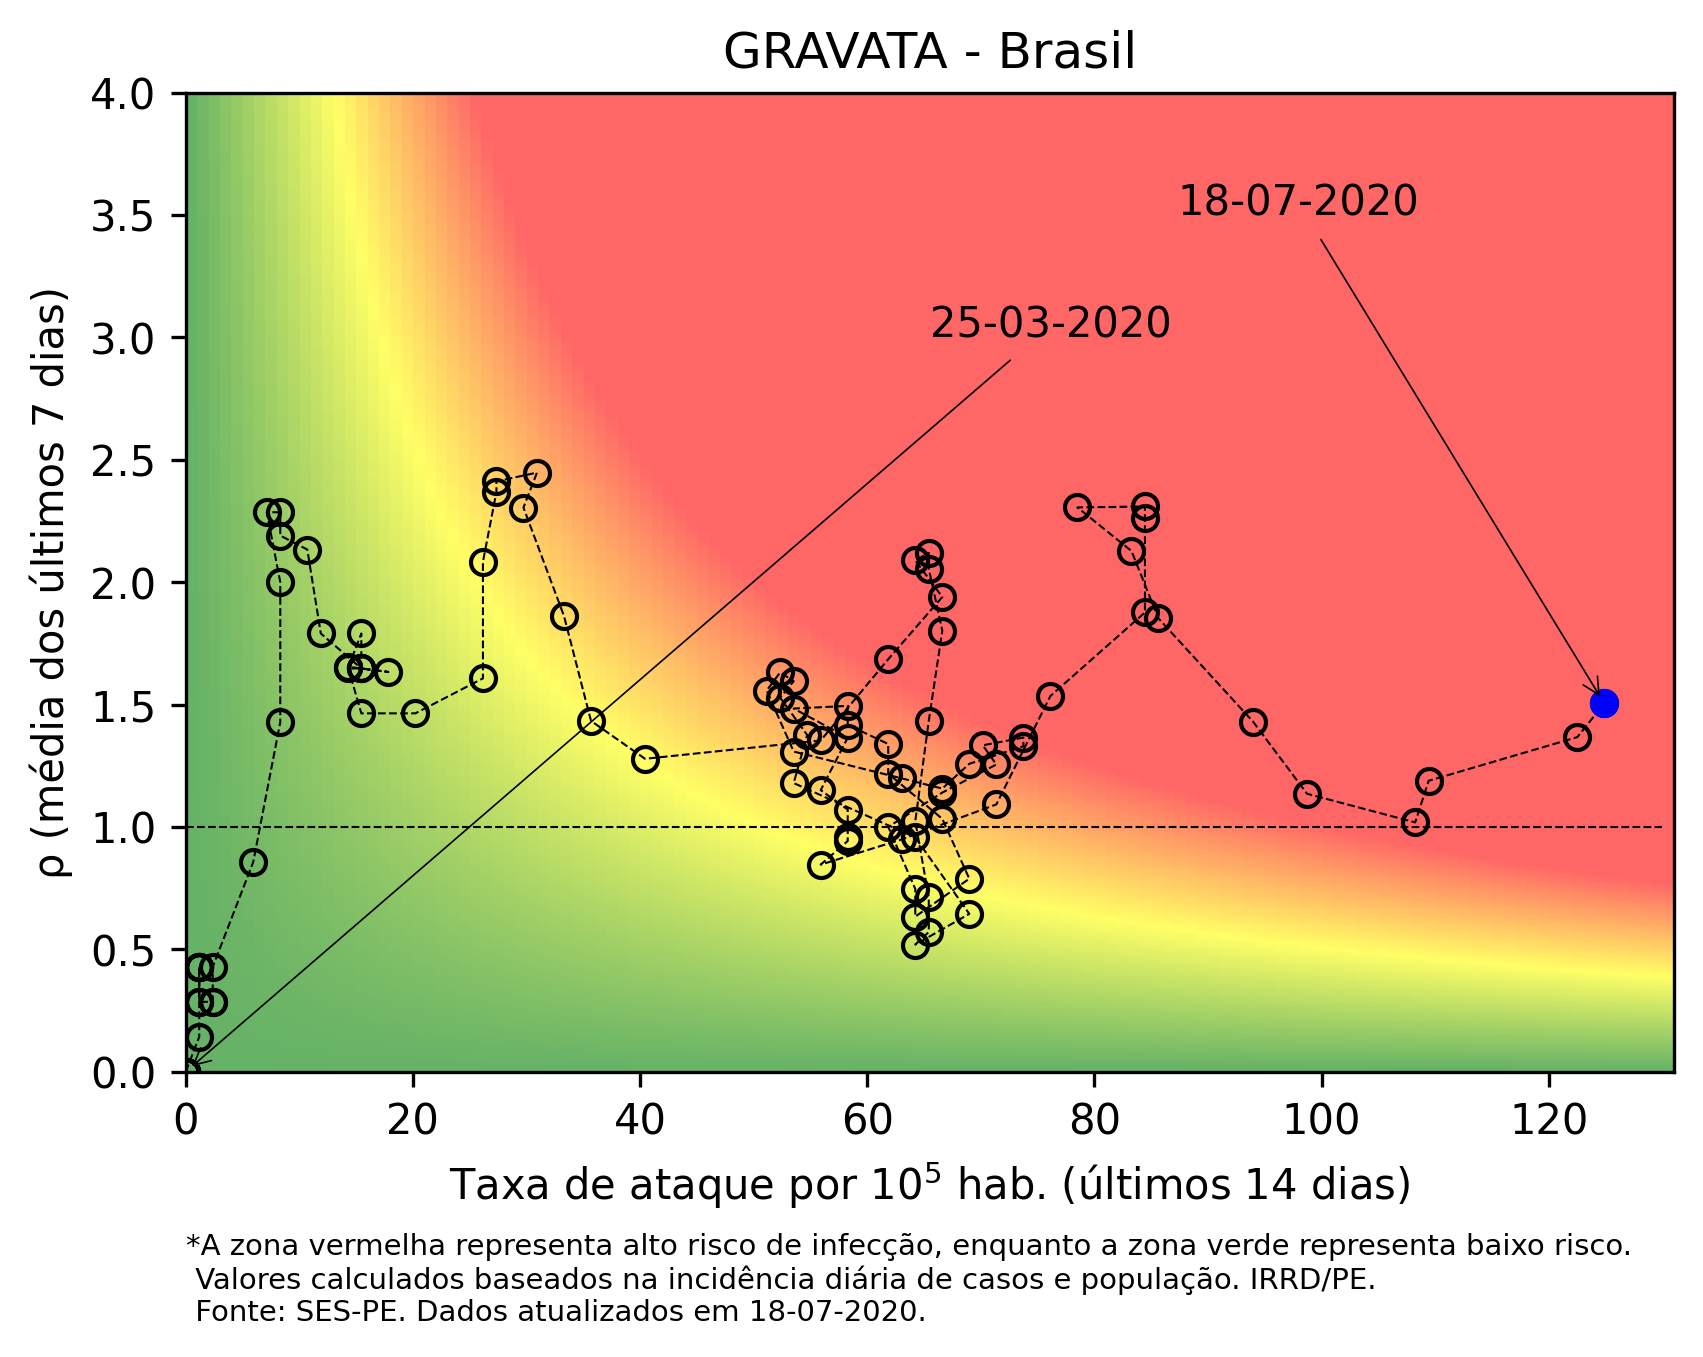 GRAVATA - Brasil
4.0
3.5
3.0
2.5
2.0
1.5
1.0
0.5
0.0
ρ (média dos últimos 7 dias)
18-07-2020
25-03-2020
0 20 40 60 80 100 120
Taxa de ataque por 10⁵ hab. (últimos 14 dias)
*A zona vermelha representa alto risco de infecção, enquanto a zona verde representa baixo risco.
Valores calculados baseados na incidência diária de casos e população. IRRD/PE.
Fonte: SES-PE. Dados atualizados em 18-07-2020.